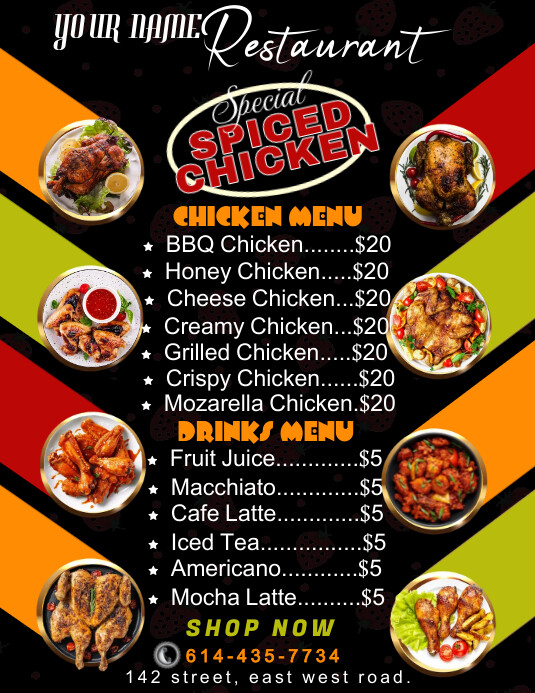 YOUR NAME Restaurant
Special
SPICED
CHICKEN
CHICKEN MENU
BBQ Chicken........$20
Honey Chicken.....$20
Cheese Chicken...$20
Creamy Chicken...$20
Grilled Chicken.....$20
Crispy Chicken......$20
Mozarella Chicken.$20
DRINKS MENU
Fruit Juice.............$5
Macchiato.............$5
Cafe Latte.............$5
Iced Tea................$5
Americano............$5
Mocha Latte..........$5
SHOP NOW
614-435-7734
142 street, east west road.